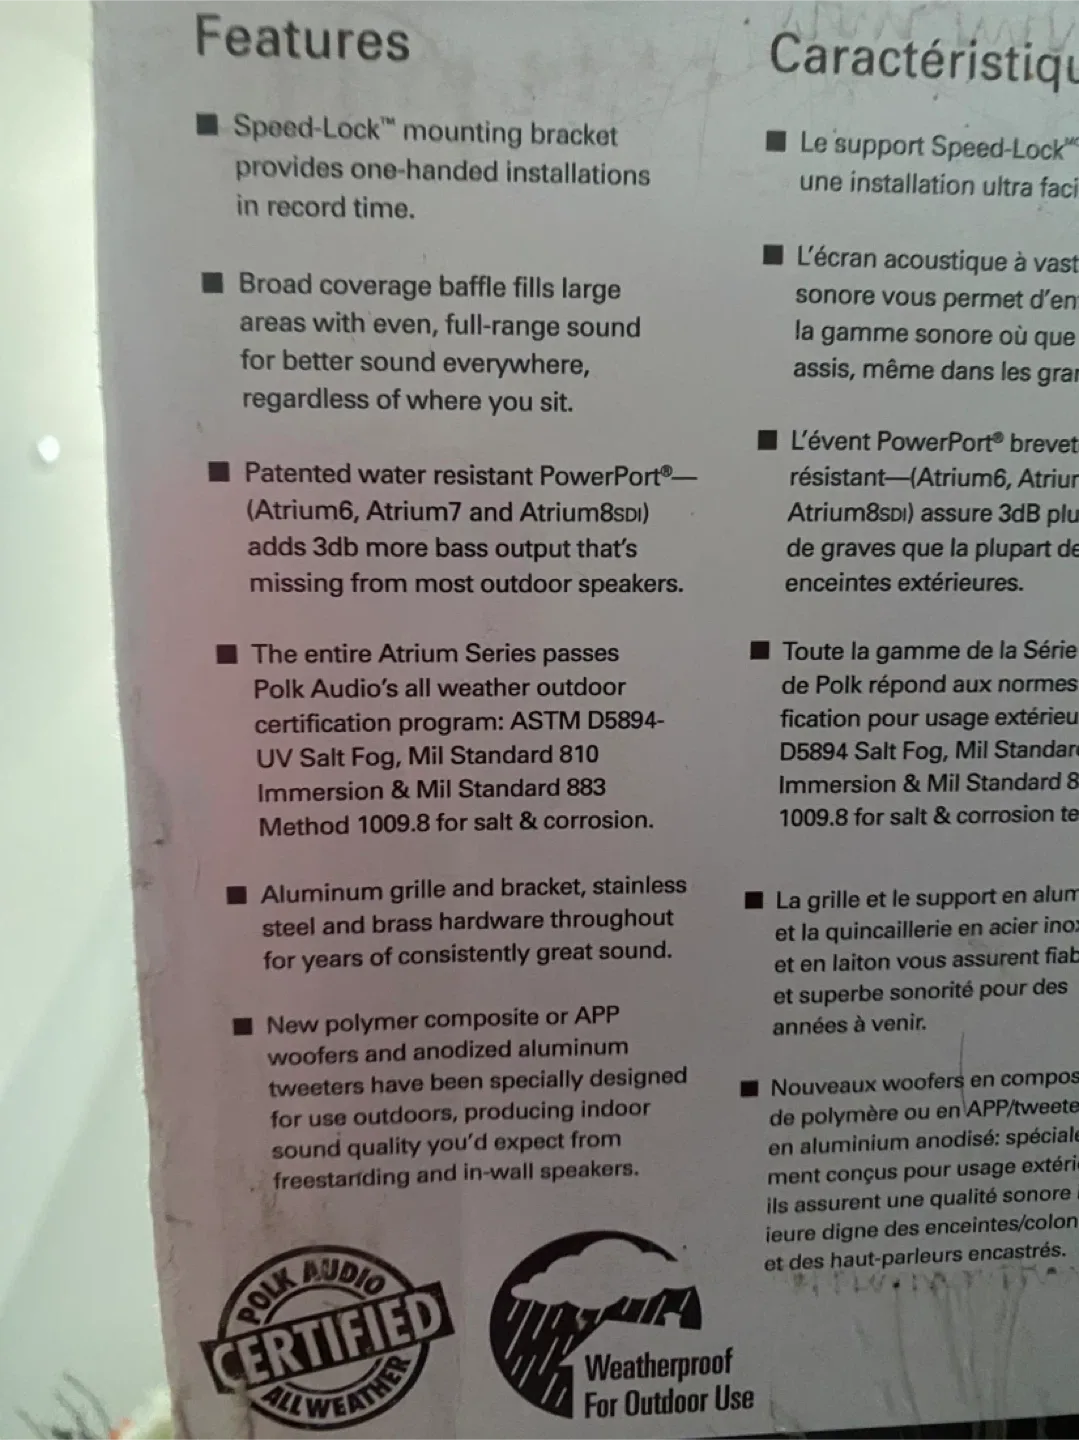 Features
Speed-Lock™ mounting bracket
provides one-handed installations
in record time.
Broad coverage baffle fills large
areas with even, full-range sound
for better sound everywhere,
regardless of where you sit.
Patented water resistant PowerPort®—
(Atrium6, Atrium7 and Atrium8SDI)
adds 3db more bass output that's
missing from most outdoor speakers.
The entire Atrium Series passes
Polk Audio's all weather outdoor
certification program: ASTM D5894-
UV Salt Fog, Mil Standard 810
Immersion & Mil Standard 883
Method 1009.8 for salt & corrosion.
Aluminum grille and bracket, stainless
steel and brass hardware throughout
for years of consistently great sound.
New polymer composite or APP
woofers and anodized aluminum
tweeters have been specially designed
for use outdoors, producing indoor
sound quality you'd expect from
freestanding and in-wall speakers.
POLK AUDIO
CERTIFIED
ALL WEATHER
Weatherproof
For Outdoor Use
Caractéristiqu
Le support Speed-Lock MC
une installation ultra faci
L'écran acoustique à vast
sonore vous permet d'en
la gamme sonore où que
assis, même dans les gran
L'évent PowerPort® brevet
résistant—(Atrium6, Atriu
Atrium8SDI) assure 3dB plu
de graves que la plupart de
enceintes extérieures.
Toute la gamme de la Série
de Polk répond aux normes
fication pour usage extérieu
D5894 Salt Fog, Mil Standar
Immersion & Mil Standard 8
1009.8 for salt & corrosion te
La grille et le support en alum
et la quincaillerie en acier inox
et en laiton vous assurent fiab
et superbe sonorité pour des
années à venir.
Nouveaux woofers en compos
de polymère ou en APP/tweete
en aluminium anodisé: spéciale
ment conçus pour usage extéri
ils assurent une qualité sonore
ieure digne des enceintes/colon
et des haut-parleurs encastrés.